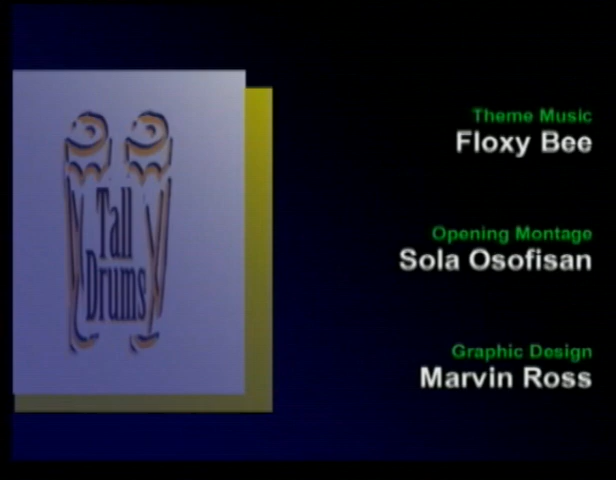 Tall
Drums
Theme Music
Floxy Bee
Opening Montage
Sola Osofisan
Graphic Design
Marvin Ross